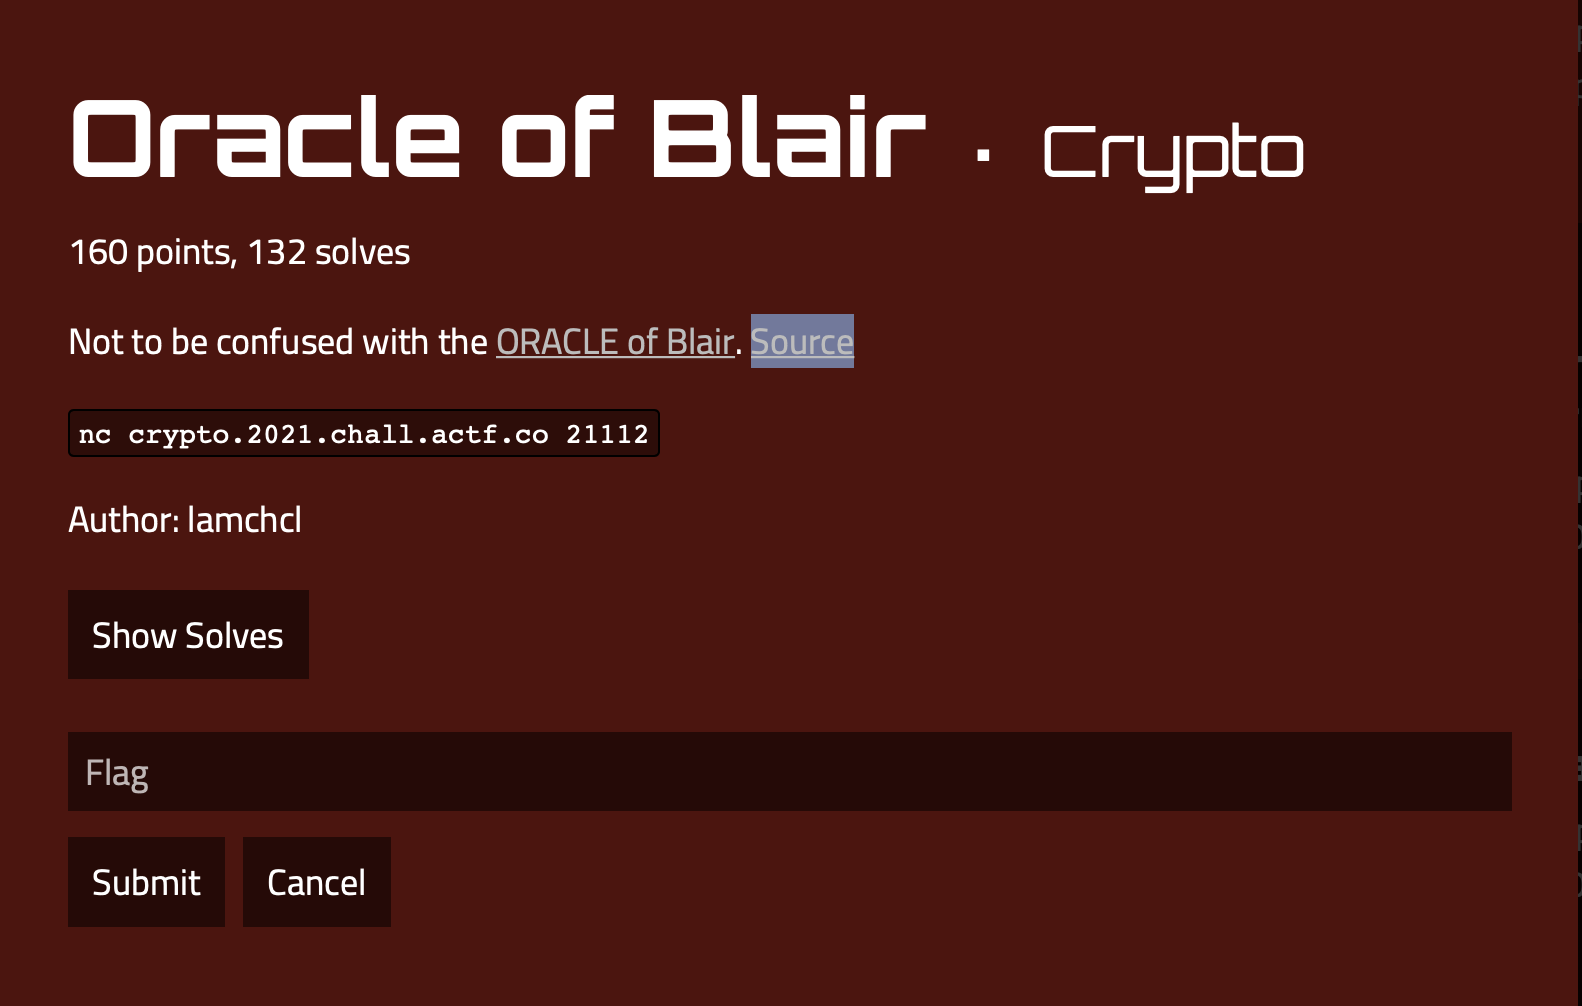 Oracle of Blair · Crypto
160 points, 132 solves
Not to be confused with the ORACLE of Blair. Source
nc crypto.2021.chall.actf.co 21112
Author: lamchcl
Show Solves
Flag
Submit Cancel